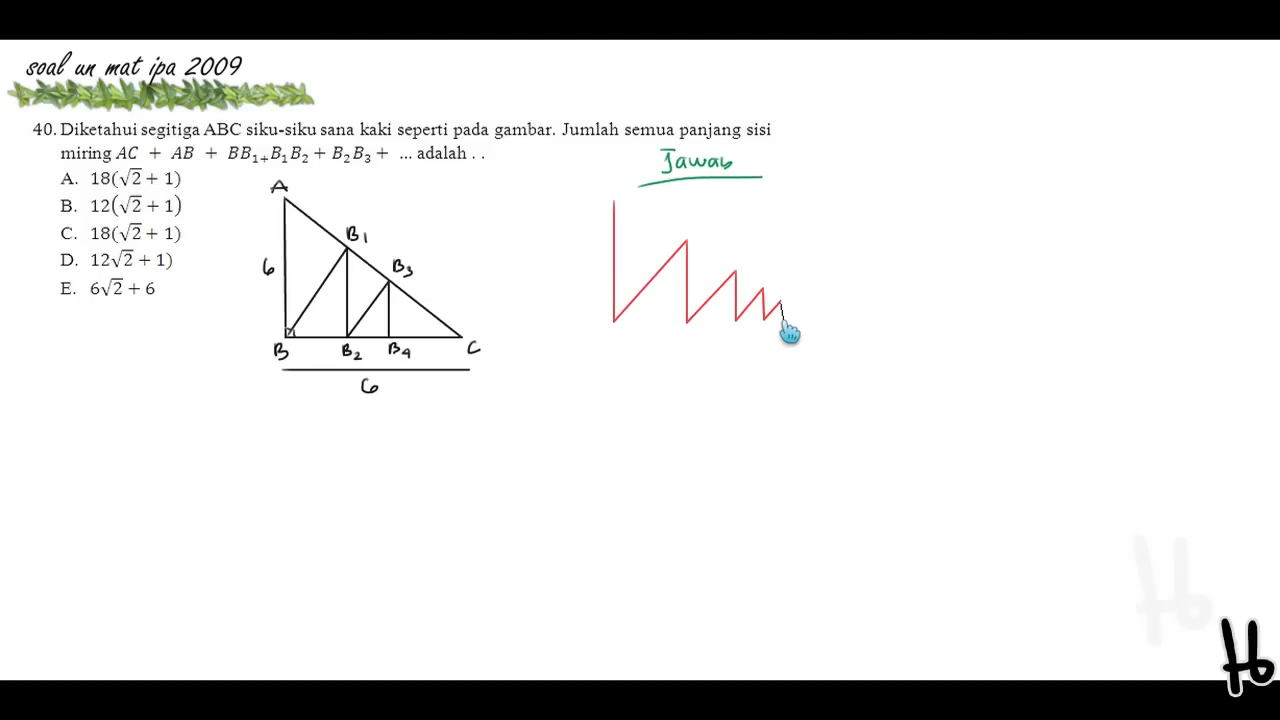 soal un mat ipa 2009
40. Diketahui segitiga ABC siku-siku sana kaki seperti pada gambar. Jumlah semua panjang sisi
miring AC + AB + BB₁₊B₁B₂ + B₂B₃ + ... adalah . .
Jawab
A. 18(√2 + 1)
B. 12(√2 + 1)
C. 18(√2 + 1)
D. 12√2 + 1)
E. 6√2 + 6
A
B1
6
B3
B
B2
B4
C
6
Hb
Hb